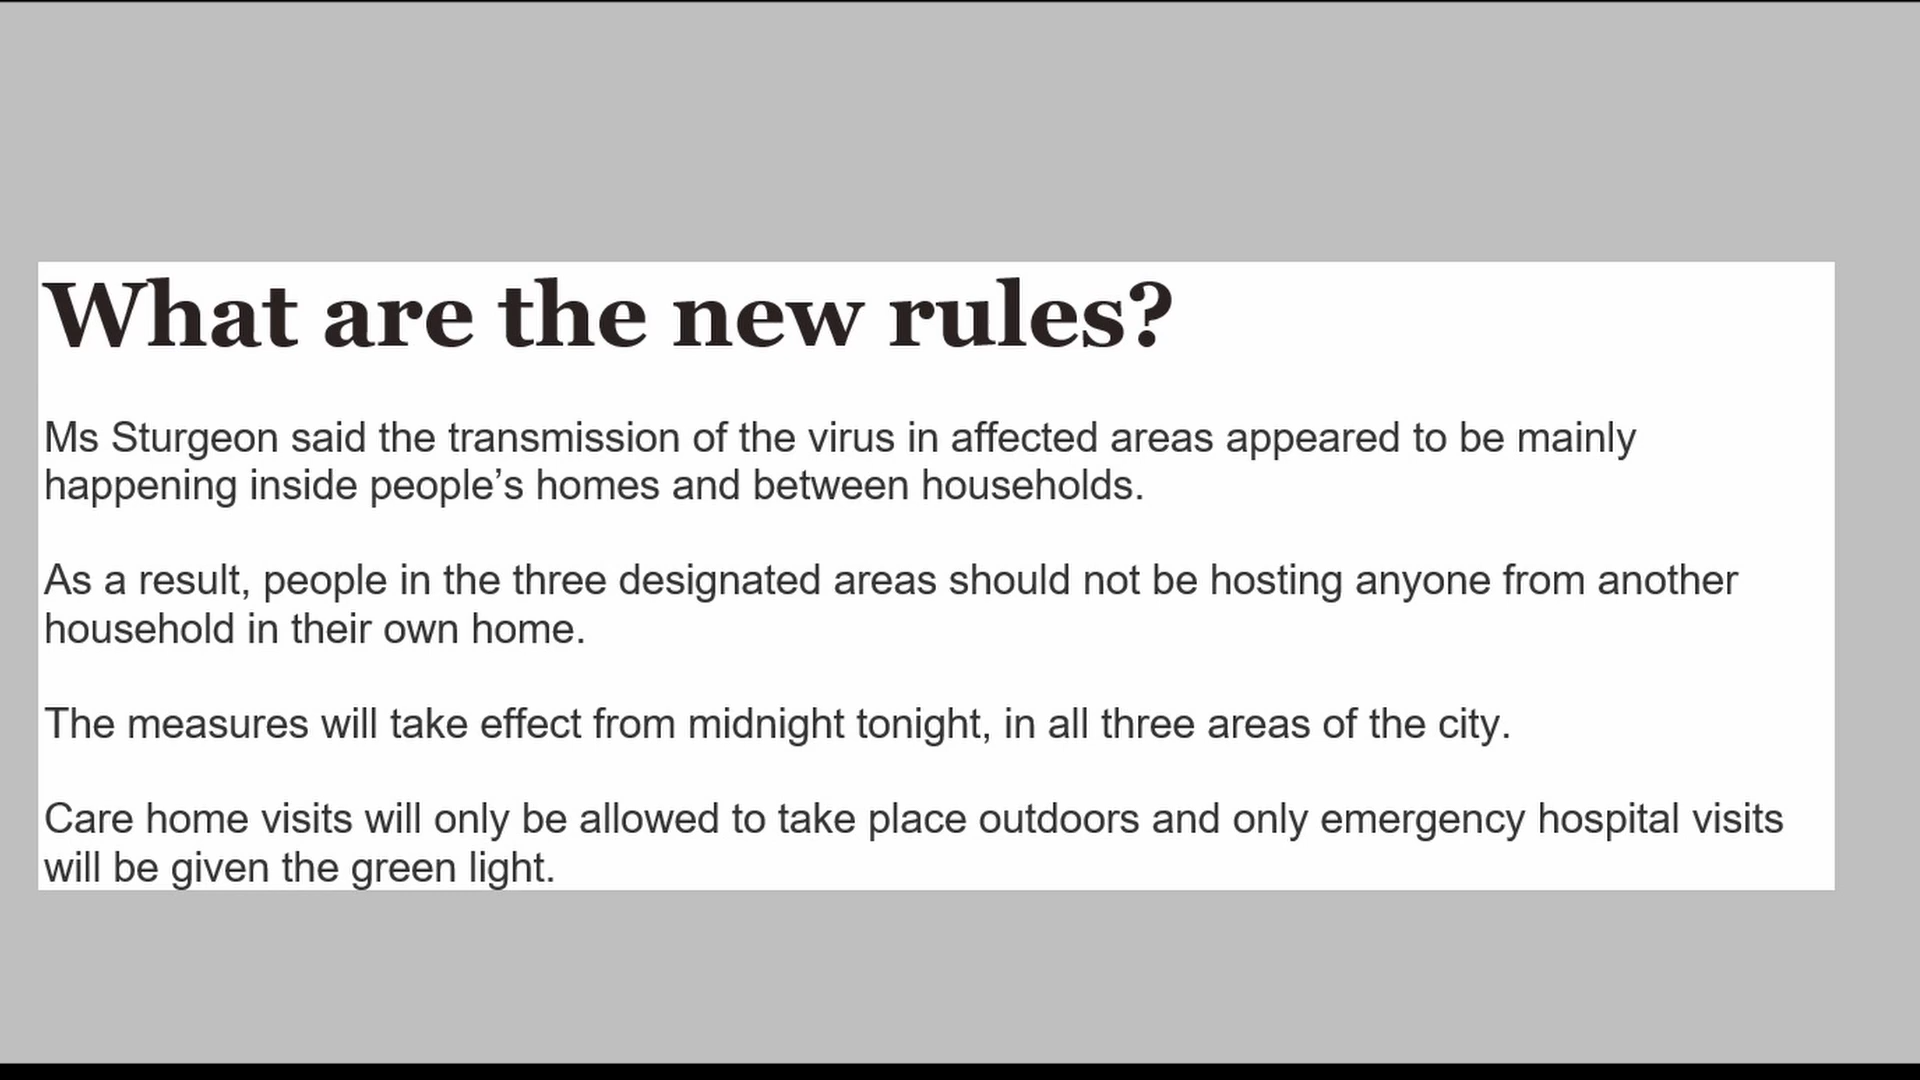 What are the new rules?
Ms Sturgeon said the transmission of the virus in affected areas appeared to be mainly
happening inside people’s homes and between households.
As a result, people in the three designated areas should not be hosting anyone from another
household in their own home.
The measures will take effect from midnight tonight, in all three areas of the city.
Care home visits will only be allowed to take place outdoors and only emergency hospital visits
will be given the green light.